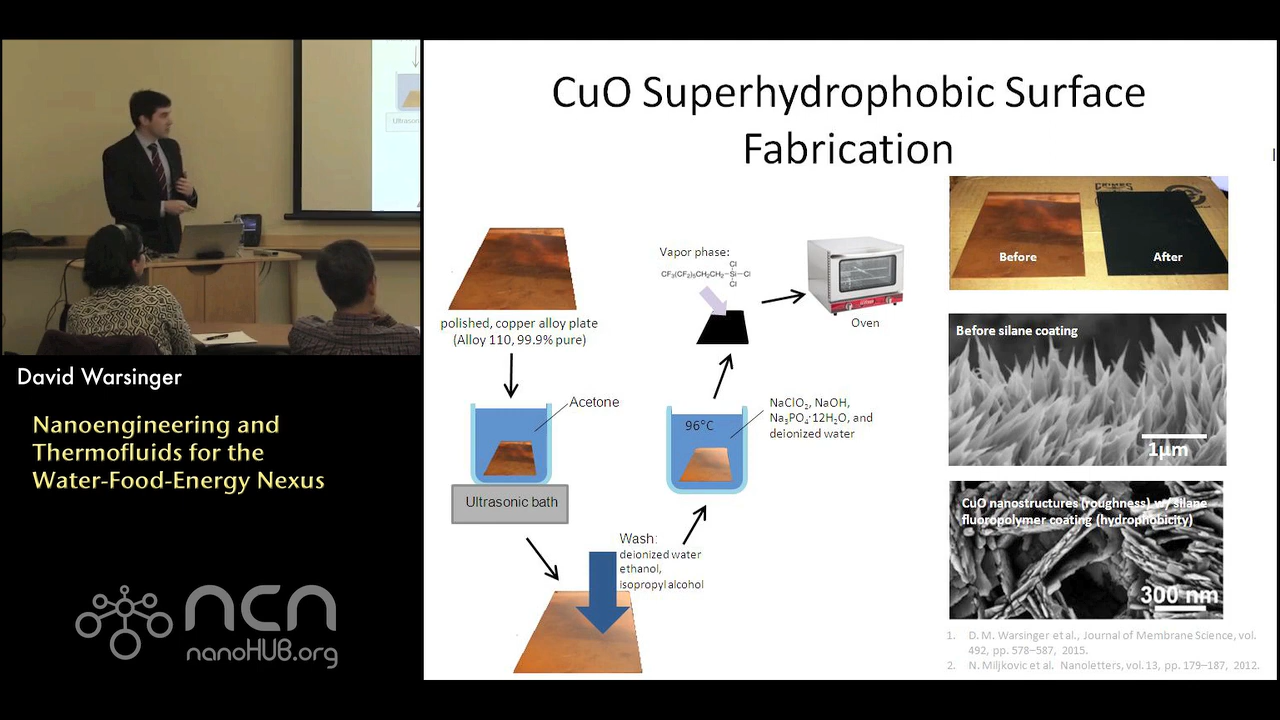 CuO Superhydrophobic Surface
Fabrication
David Warsinger
Nanoengineering and
Thermofluids for the
Water-Food-Energy Nexus
ncn
nanoHUB.org
polished, copper alloy plate
(Alloy 110, 99.9% pure)
Acetone
Ultrasonic bath
Wash:
deionized water
ethanol,
isopropyl alcohol
96°C
NaClO₂, NaOH,
Na₃PO₄·12H₂O, and
deionized water
Vapor phase:
Cl
CF₃(CF₂)₅CH₂CH₂–Si–Cl
Cl
Oven
Before
After
Before silane coating
1µm
CuO nanostructures (roughness) w/ silane
fluoropolymer coating (hydrophobicity)
300 nm
1. D. M. Warsinger et al., Journal of Membrane Science, vol.
492, pp. 578–587, 2015.
2. N. Miljkovic et al. Nanoletters, vol. 13, pp. 179–187, 2012.